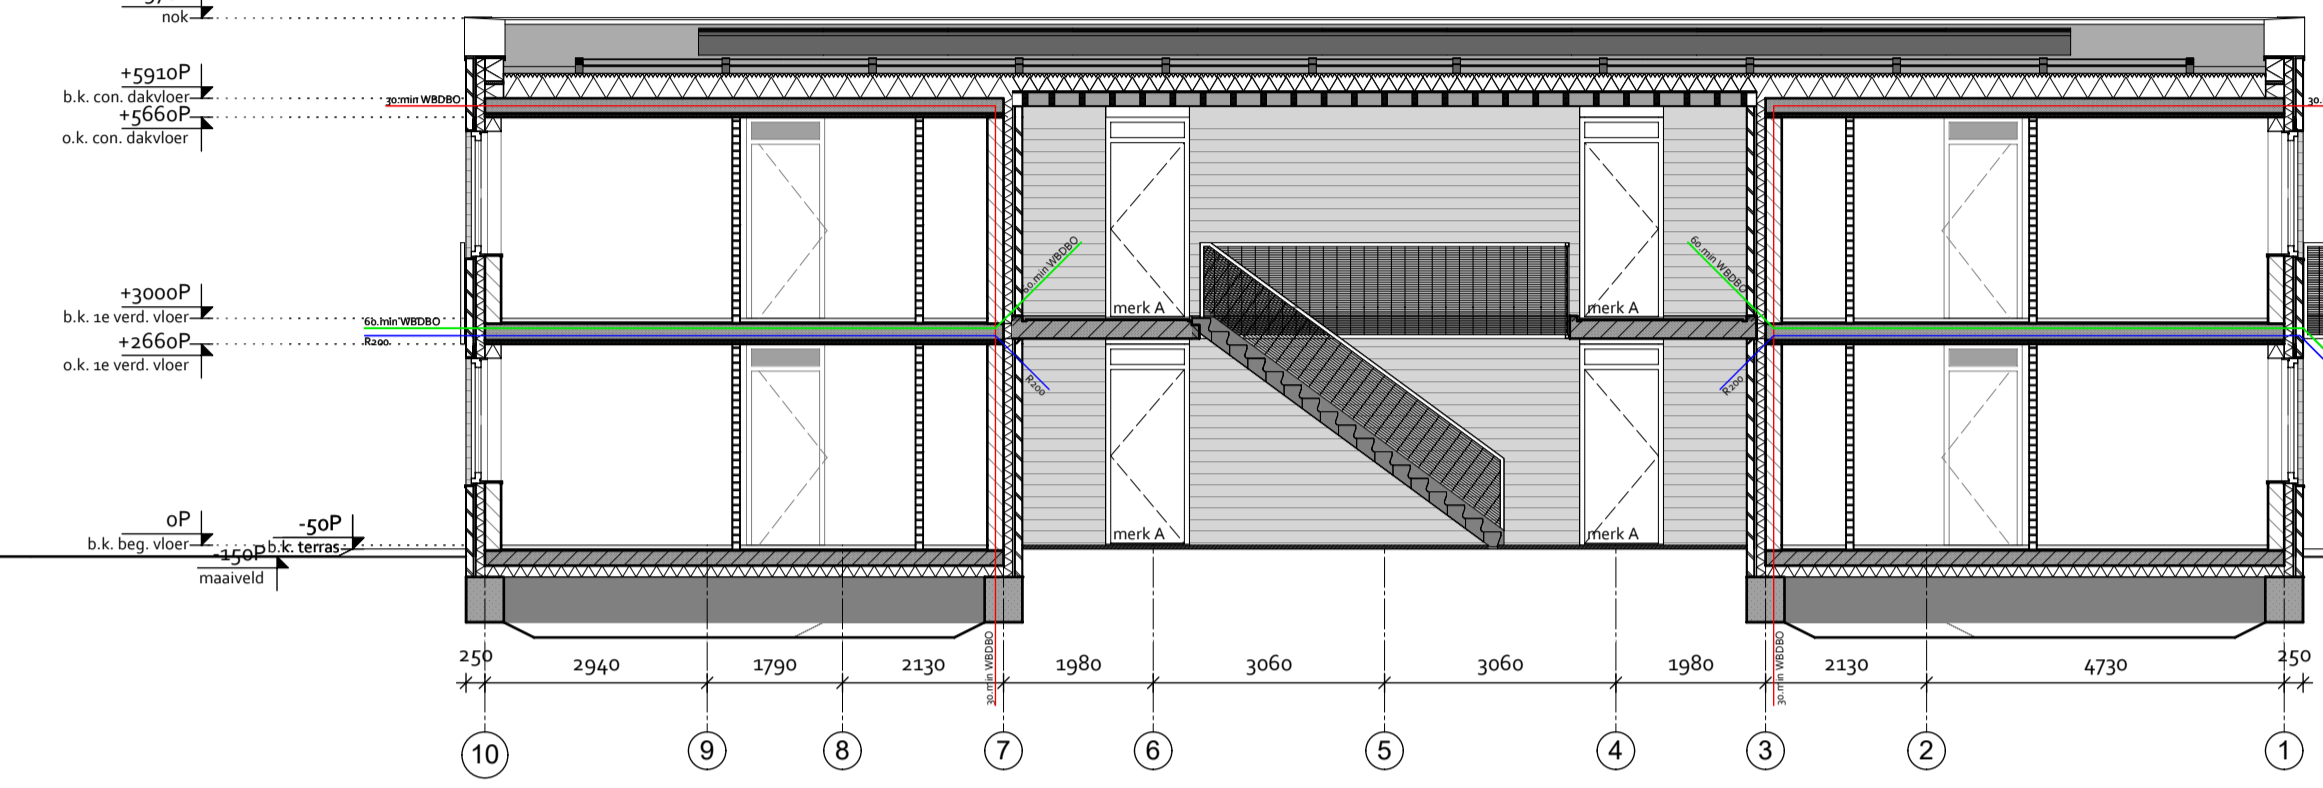 nok
+5910P
b.k. con. dakvloer
30.min WBDBO
+5660P
o.k. con. dakvloer
60.min WBDBO
60.min WBDBO
merk A
merk A
+3000P
b.k. 1e verd. vloer
60.min WBDBO
R200.
+2660P
o.k. 1e verd. vloer
R200
R200
0P
-50P
merk A
merk A
b.k. beg. vloer
b.k. terras
-150P
maaiveld
30.min WBDBO
30.min WBDBO
250
2940
1790
2130
1980
3060
3060
1980
2130
4730
250
10
9
8
7
6
5
4
3
2
1